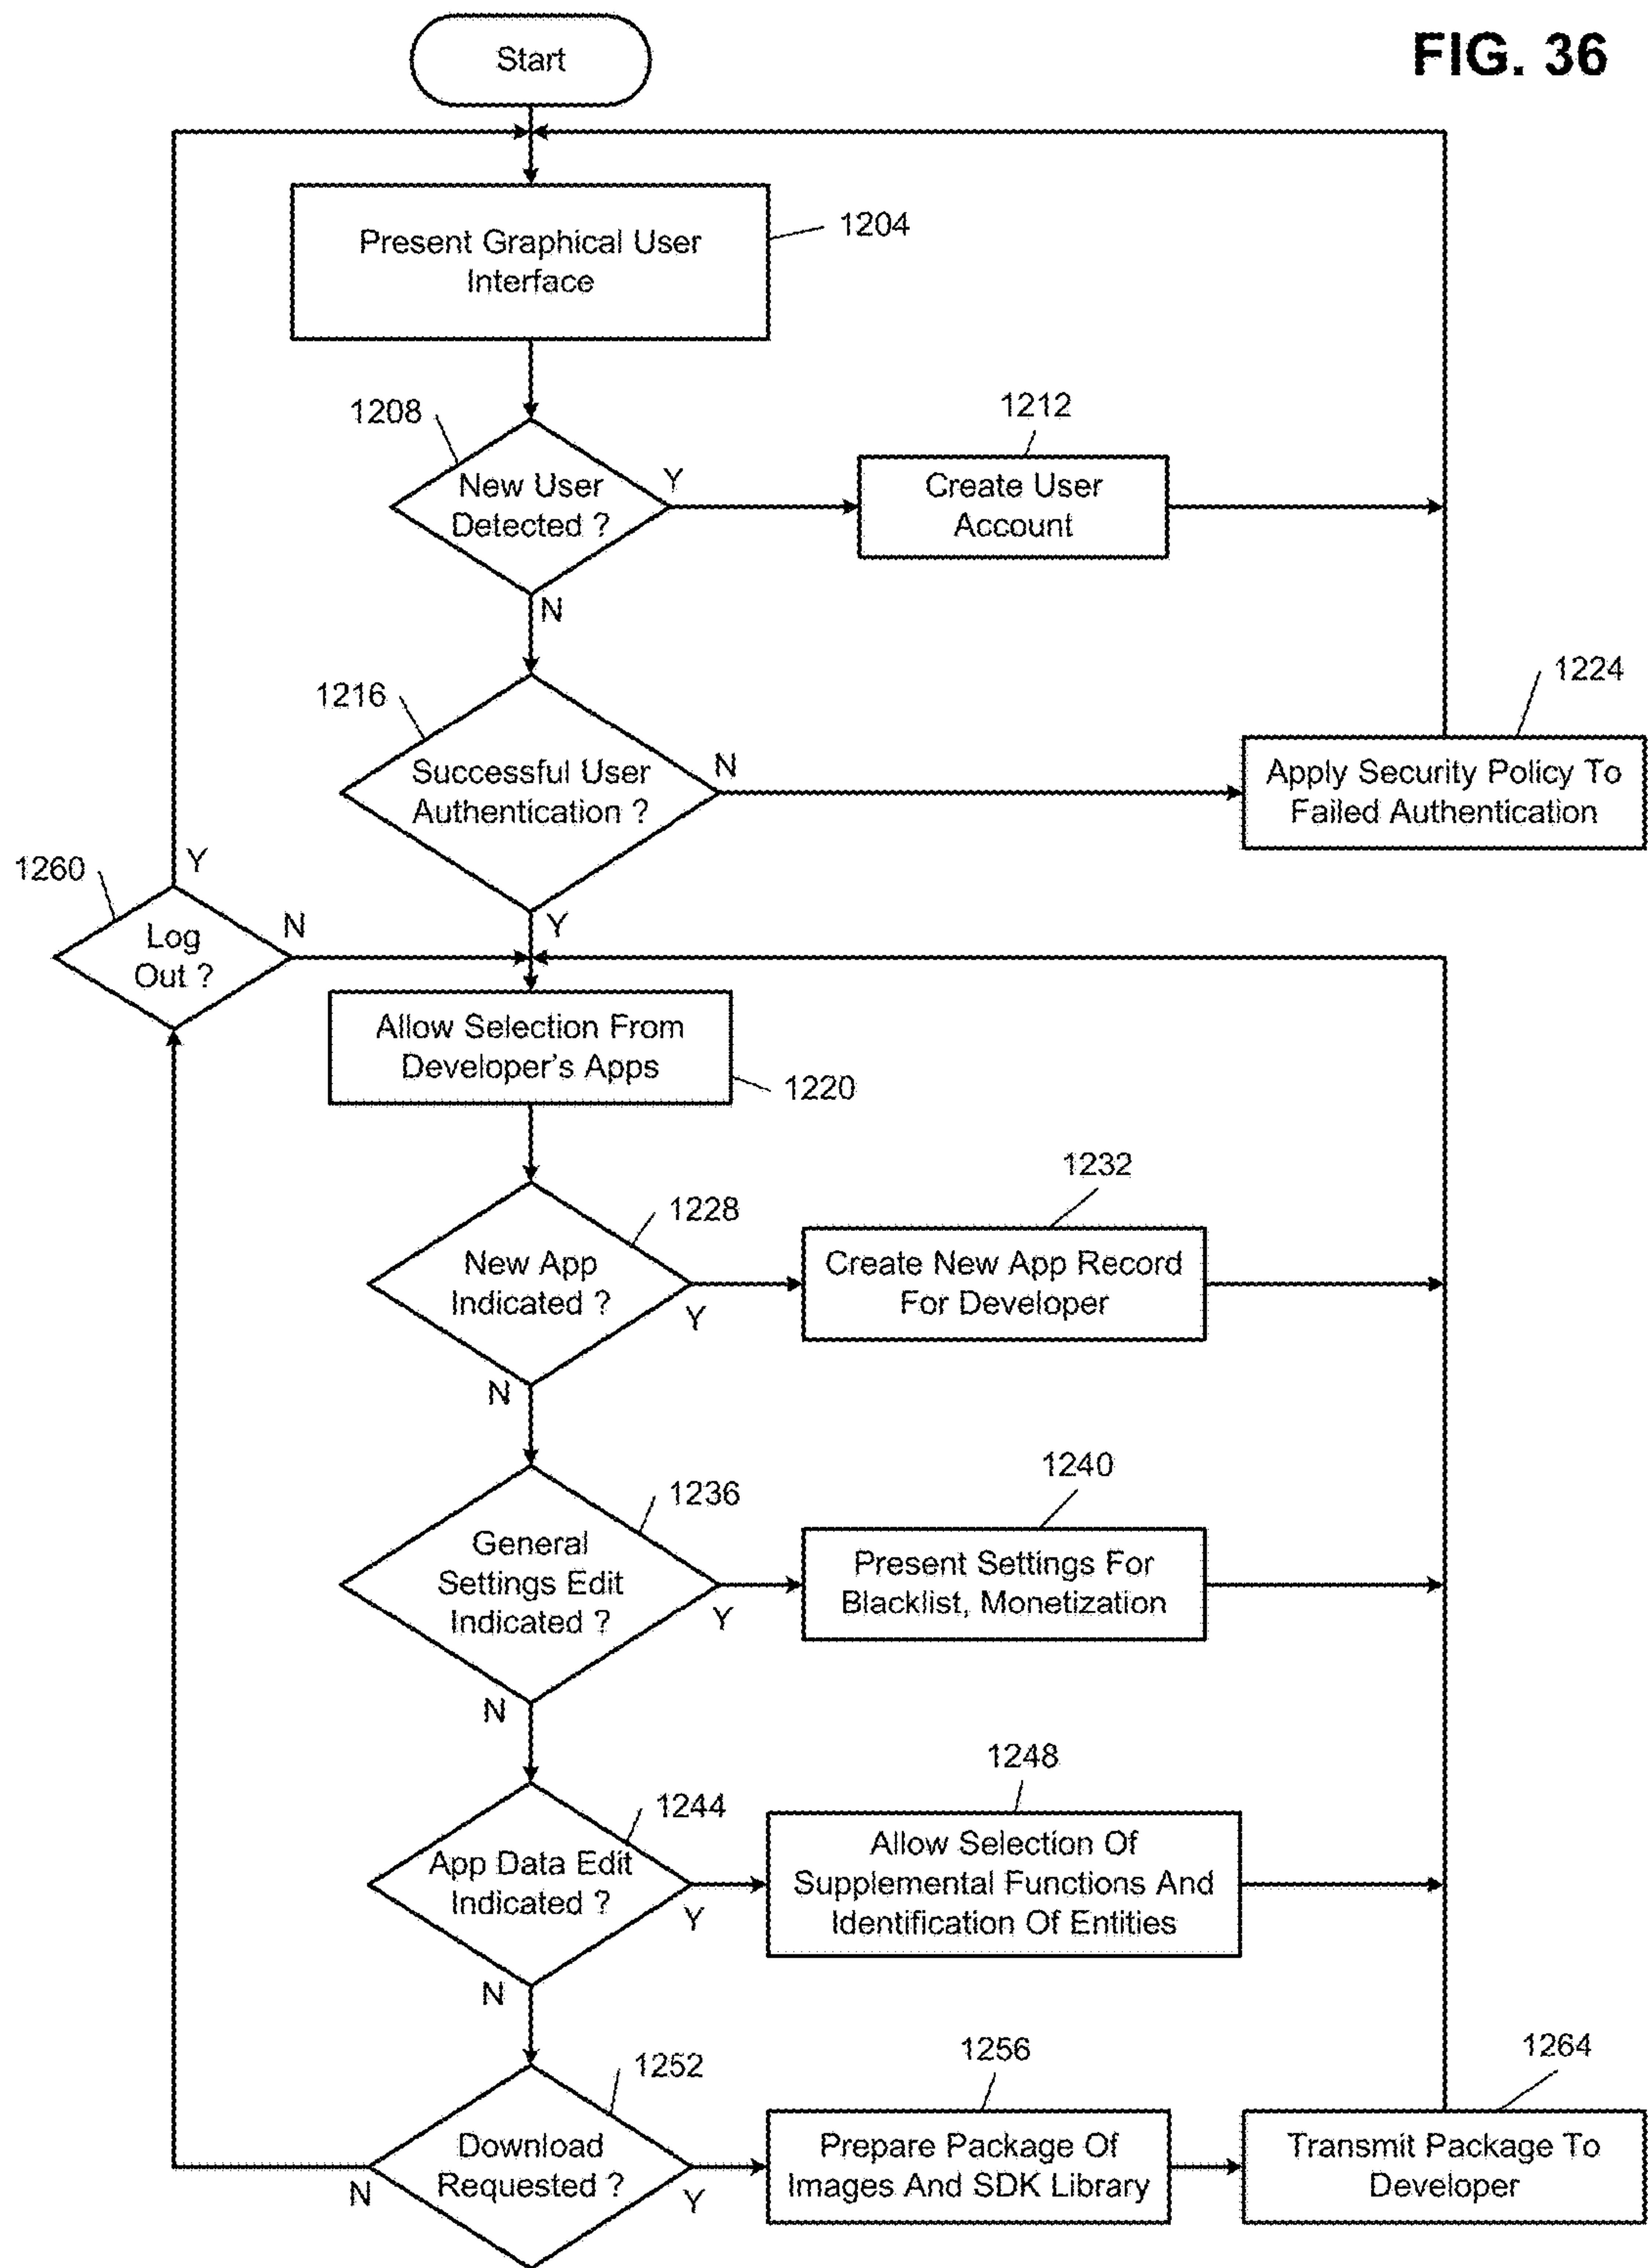 FIG. 36
Start
Present Graphical User
Interface
1204
1208
New User
Detected ?
Y
N
1212
Create User
Account
1216
Successful User
Authentication ?
N
Y
1224
Apply Security Policy To
Failed Authentication
1260
Log
Out ?
Y
N
Allow Selection From
Developer's Apps
1220
1228
New App
Indicated ?
Y
N
1232
Create New App Record
For Developer
1236
General
Settings Edit
Indicated ?
Y
N
1240
Present Settings For
Blacklist, Monetization
1244
App Data Edit
Indicated ?
Y
N
1248
Allow Selection Of
Supplemental Functions And
Identification Of Entities
1252
Download
Requested ?
N
Y
1256
Prepare Package Of
Images And SDK Library
1264
Transmit Package To
Developer